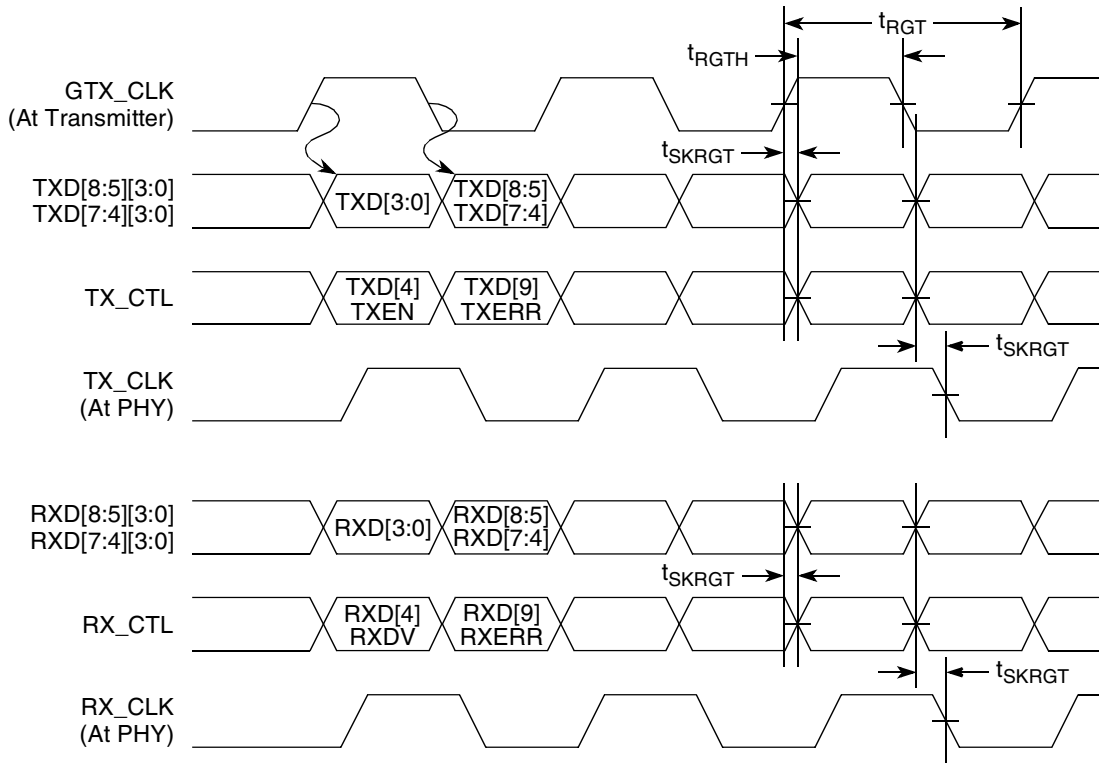 tRGT
tRGTH
GTX_CLK
(At Transmitter)
tSKRGT
TXD[8:5][3:0]
TXD[7:4][3:0]
TXD[3:0]
TXD[8:5]
TXD[7:4]
TX_CTL
TXD[4]
TXEN
TXD[9]
TXERR
tSKRGT
TX_CLK
(At PHY)
RXD[8:5][3:0]
RXD[7:4][3:0]
RXD[3:0]
RXD[8:5]
RXD[7:4]
tSKRGT
RX_CTL
RXD[4]
RXDV
RXD[9]
RXERR
tSKRGT
RX_CLK
(At PHY)